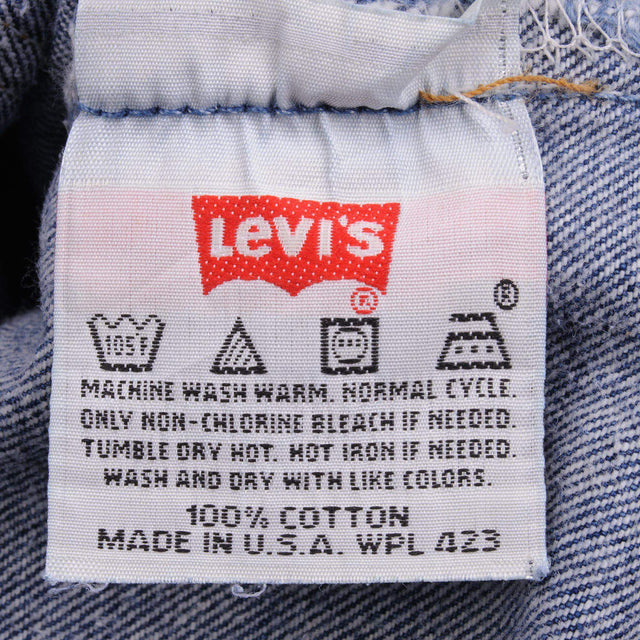 Levi's ®
®
105F
MACHINE WASH WARM. NORMAL CYCLE.
ONLY NON-CHLORINE BLEACH IF NEEDED.
TUMBLE DRY HOT. HOT IRON IF NEEDED.
WASH AND DRY WITH LIKE COLORS.
100% COTTON
MADE IN U.S.A. WPL 423